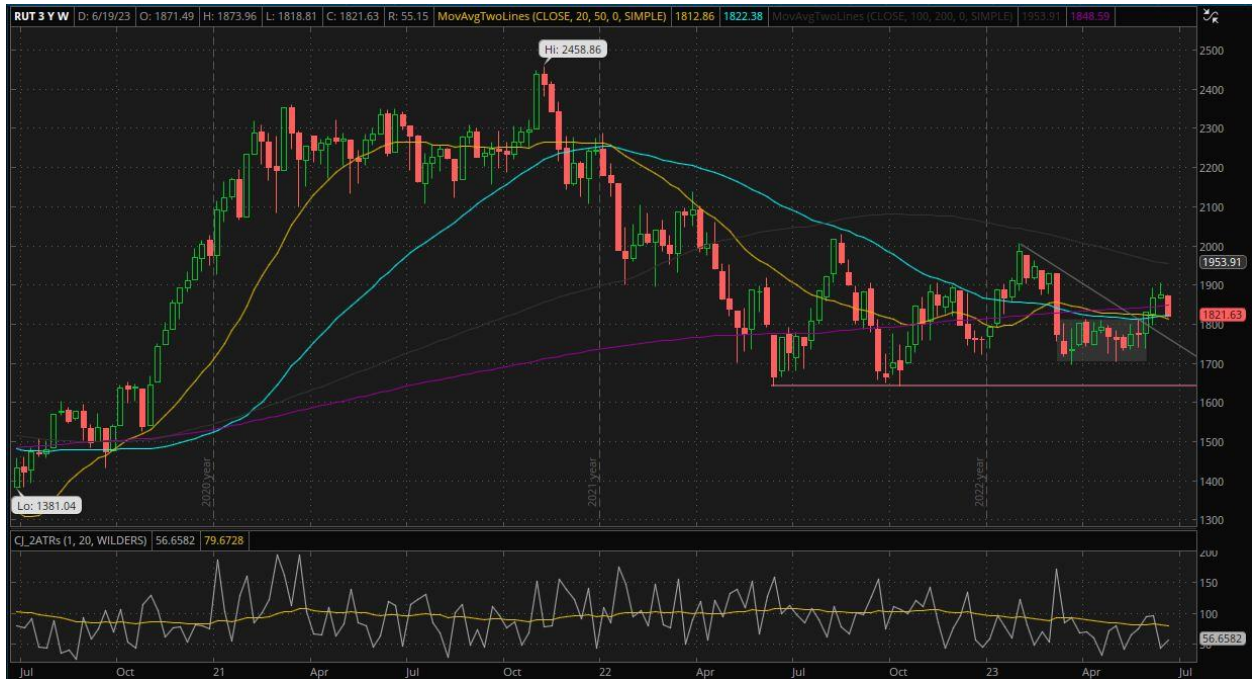 RUT 3 Y W D: 6/19/23 O: 1871.49 H: 1873.96 L: 1818.81 C: 1821.63 R: 55.15 MovAvgTwoLines (CLOSE, 20, 50, 0, SIMPLE) 1812.86 1822.38 MovAvgTwoLines (CLOSE, 100, 200, 0, SIMPLE) 1953.91 1848.59
Hi: 2458.86
2500
2400
2300
2200
2100
2000
1953.91
1900
1821.63
1800
1700
1600
1500
1400
1300
2020 year
2021 year
2022 year
Lo: 1381.04
CJ_2ATRs (1, 20, WILDERS) 56.6582 79.6728
200
150
100
56.6582
Jul Oct 21 Apr Jul Oct 22 Apr Jul Oct 23 Apr Jul